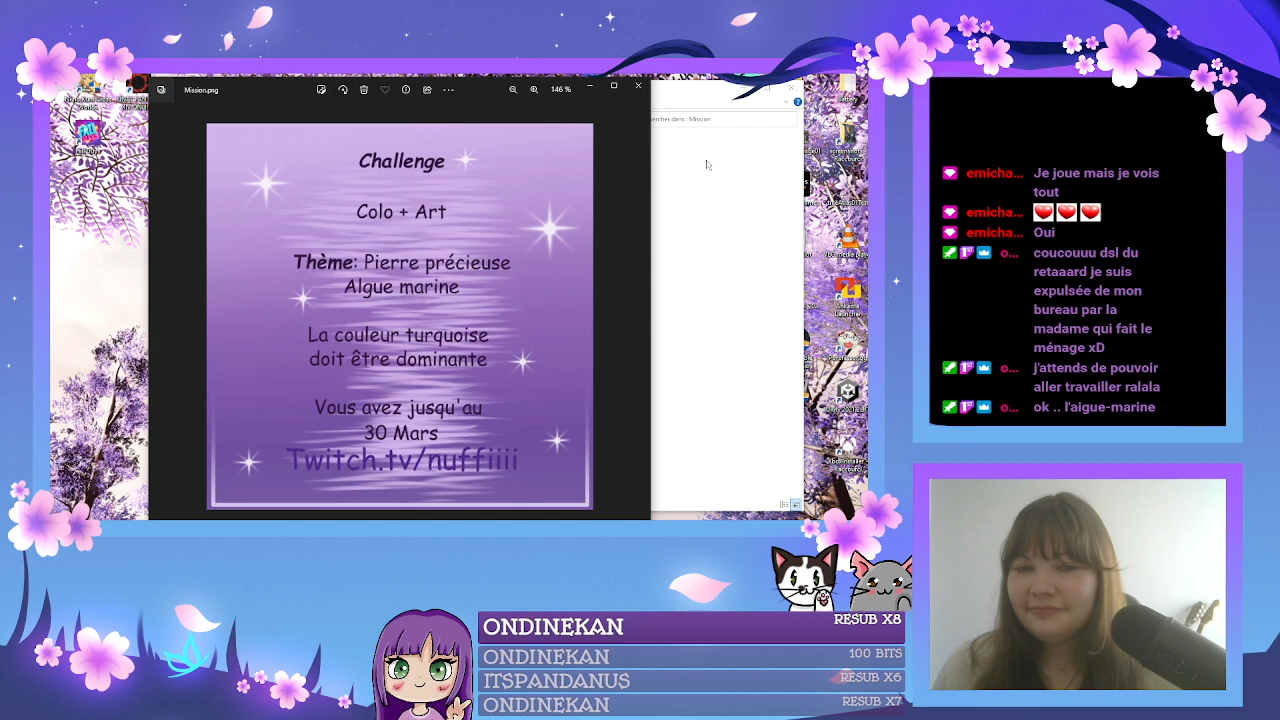 Mission.png
146 %
Challenge
Colo + Art
Thème: Pierre précieuse
Algue marine
La couleur turquoise
doit être dominante
Vous avez jusqu'au
30 Mars
Twitch.tv/nuffiiii
dans : Mission
emicha... Je joue mais je vois
tout
emicha...
emicha... Oui
o... coucouuu dsl du
retaaard je suis
expulsée de mon
bureau par la
madame qui fait le
ménage xD
o... j'attends de pouvoir
aller travailler ralala
o... ok .. l'aigue-marine
ONDINEKAN RESUB X8
ONDINEKAN 100 BITS
ITSPANDANUS RESUB X6
ONDINEKAN RESUB X7